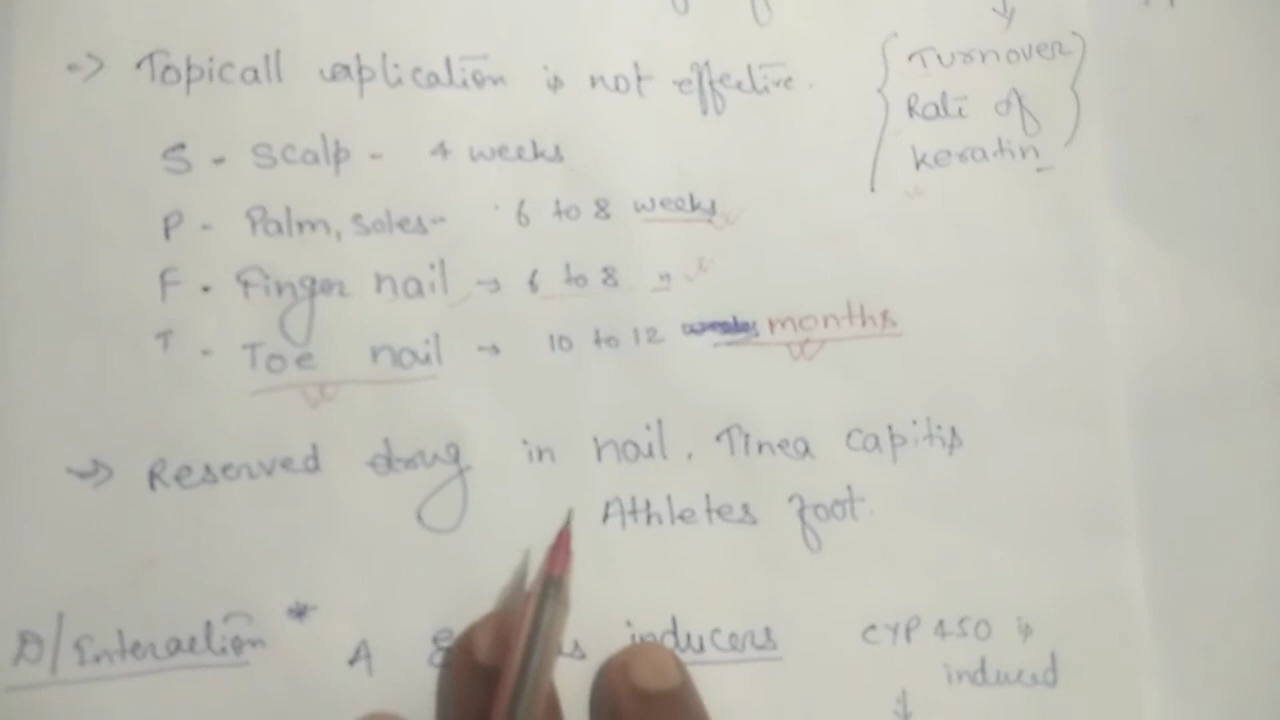 -> Topicall aplication is not effective.
S - Scalp - 4 weeks
P - Palm, soles- 6 to 8 weeks
F - Finger nail → 6 to 8 "
T - Toe nail → 10 to 12 months
{ Turnover
Rate of
keratin }
-> Reserved drug in nail, Tinea capitis
Athletes foot.
D/Interaction * A inducers
CYP 450 is
induced
↓